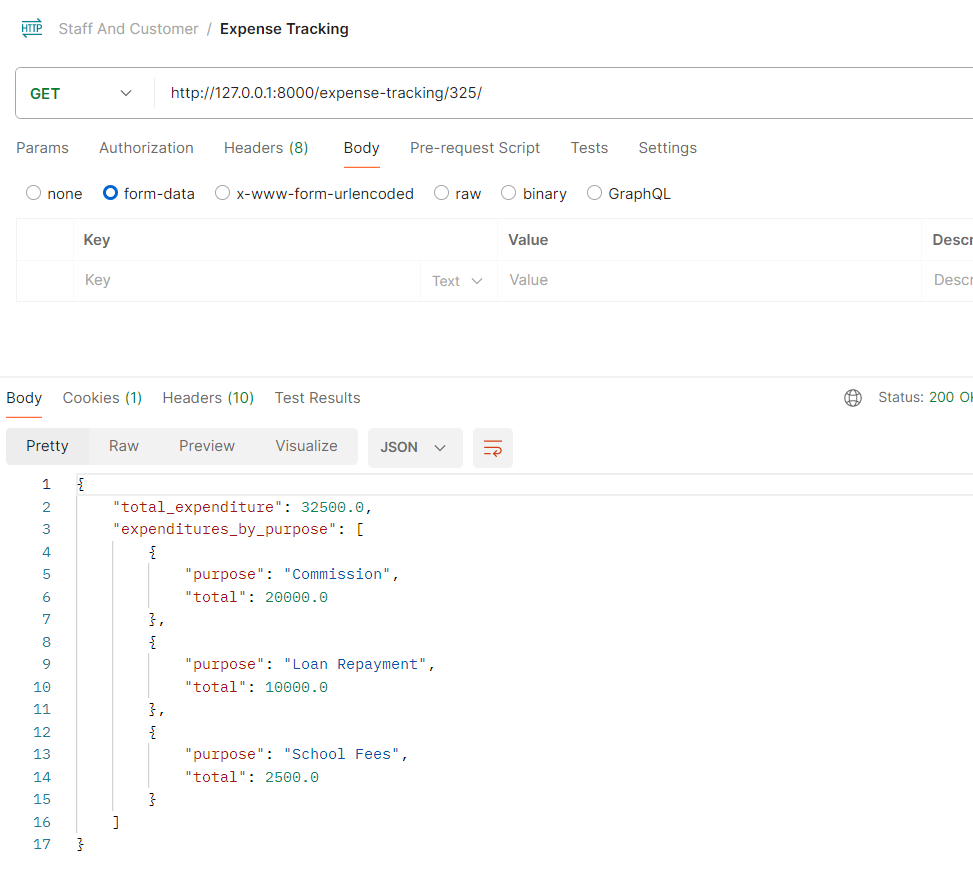 HTTP Staff And Customer / Expense Tracking
GET http://127.0.0.1:8000/expense-tracking/325/
Params Authorization Headers (8) Body Pre-request Script Tests Settings
none form-data x-www-form-urlencoded raw binary GraphQL
Key Value Descr
Key Text Value Descr
Body Cookies (1) Headers (10) Test Results Status: 200 OK
Pretty Raw Preview Visualize JSON
1 {
2 "total_expenditure": 32500.0,
3 "expenditures_by_purpose": [
4 {
5 "purpose": "Commission",
6 "total": 20000.0
7 },
8 {
9 "purpose": "Loan Repayment",
10 "total": 10000.0
11 },
12 {
13 "purpose": "School Fees",
14 "total": 2500.0
15 }
16 ]
17 }